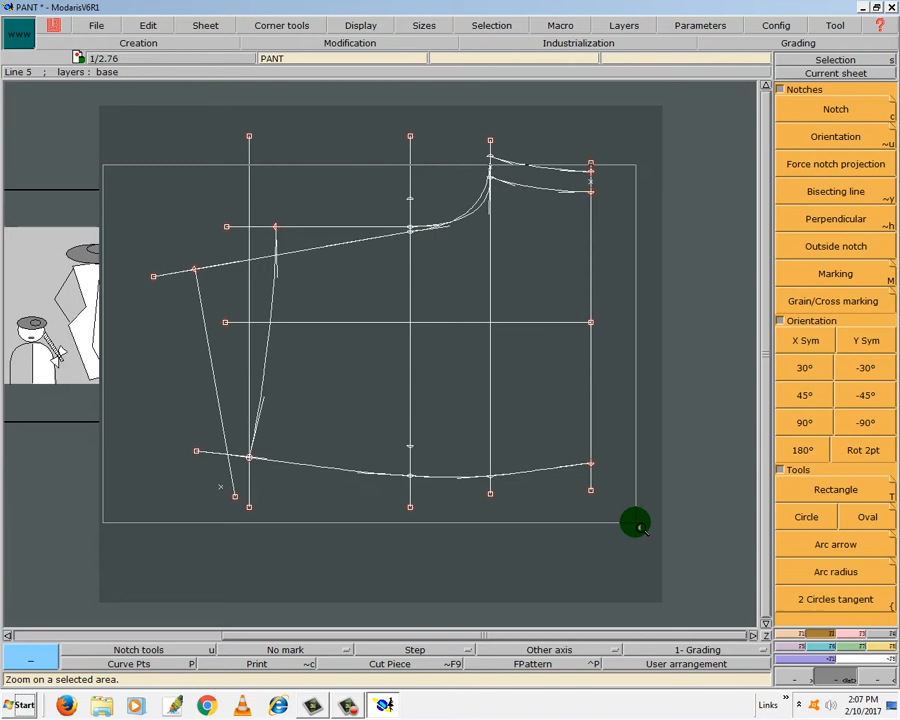 PANT * - ModarisV6R1
www File Edit Sheet Corner tools Display Sizes Selection Macro Layers Parameters Config Tool ?
Creation Modification Industrialization Grading
1/2.76 PANT
Line 5 ; layers : base
Selection s
Current sheet
Notches
Notch c
Orientation ~u
Force notch projection
Bisecting line ~y
Perpendicular ~h
Outside notch
Marking M
Grain/Cross marking
Orientation
X Sym Y Sym
30° -30°
45° -45°
90° -90°
180° Rot 2pt
Tools
Rectangle T
Circle Oval
Arc arrow
Arc radius
2 Circles tangent {
Z
Notch tools u No mark Step Other axis 1- Grading
Curve Pts P Print ~c Cut Piece ~F9 FPattern ^P User arrangement
Zoom on a selected area.
Start Links » 2:07 PM
2/10/2017